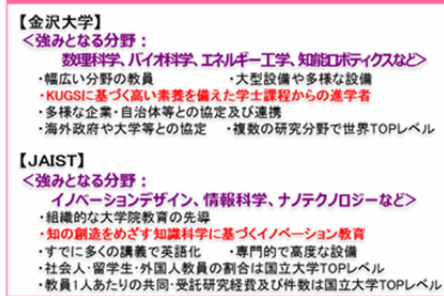 【金沢大学】
<強みとなる分野：
数理科学、バイオ科学、エネルギー工学、知能ロボティクスなど>
・幅広い分野の教員　・大型設備や多様な設備
・KUGSに基づく高い素養を備えた学士課程からの進学者
・多様な企業・自治体等との協定及び連携
・海外政府や大学等との協定　・複数の研究分野で世界TOPレベル
【JAIST】
<強みとなる分野：
イノベーションデザイン、情報科学、ナノテクノロジーなど>
・組織的な大学院教育の先導
・知の創造をめざす知識科学に基づくイノベーション教育
・すでに多くの講義で英語化　・専門的で高度な設備
・社会人・留学生・外国人教員の割合は国立大学TOPレベル
・教員1人あたりの共同・受託研究経費及び件数は国立大学TOPレベル